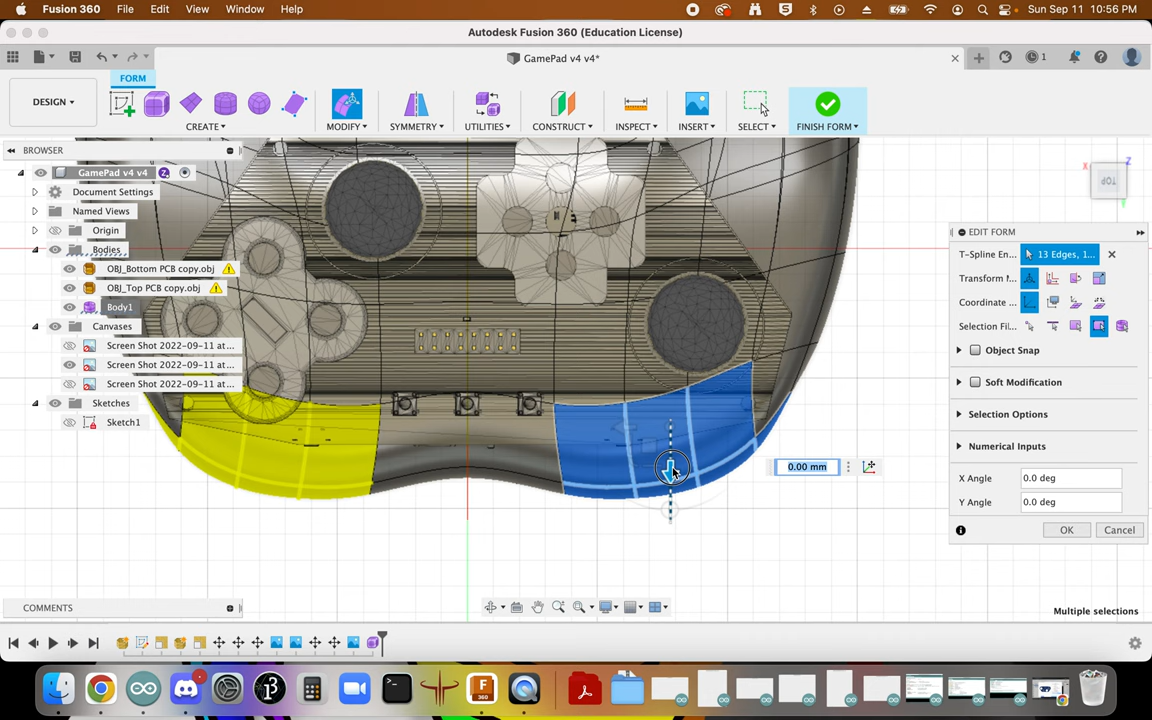 Fusion 360 File Edit View Window Help Sun Sep 11 10:56 PM
Autodesk Fusion 360 (Education License)
GamePad v4 v4* 1
FORM
DESIGN
CREATE MODIFY SYMMETRY UTILITIES CONSTRUCT INSPECT INSERT SELECT FINISH FORM
BROWSER
GamePad v4 v4
Document Settings
Named Views
Origin
Bodies
OBJ_Bottom PCB copy.obj
OBJ_Top PCB copy.obj
Body1
Canvases
Screen Shot 2022-09-11 at...
Screen Shot 2022-09-11 at...
Screen Shot 2022-09-11 at...
Sketches
Sketch1
X Z
TOP
0.00 mm
EDIT FORM
T-Spline En... 13 Edges, 1...
Transform M...
Coordinate ...
Selection Fil...
Object Snap
Soft Modification
Selection Options
Numerical Inputs
X Angle 0.0 deg
Y Angle 0.0 deg
OK Cancel
COMMENTS
Multiple selections